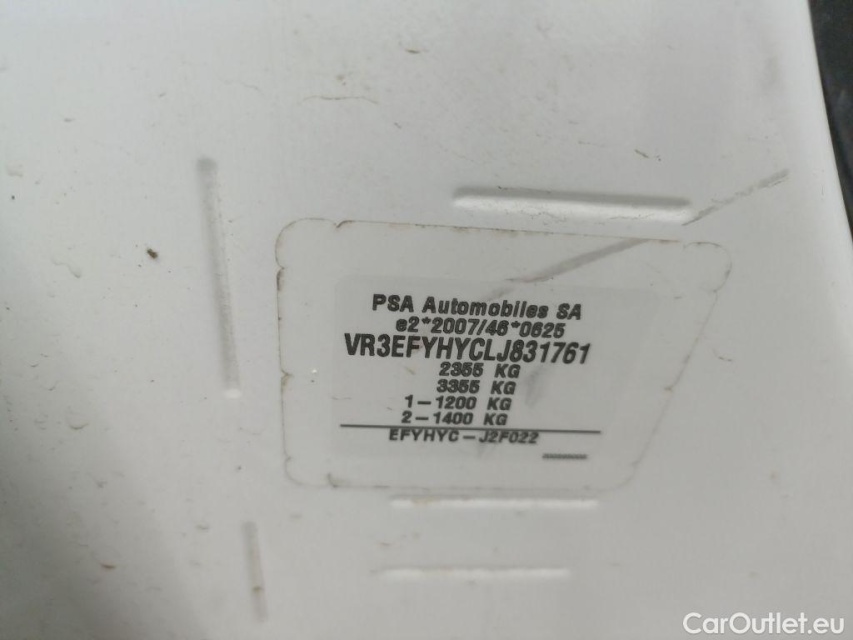 PSA Automobiles SA
e2*2007/46*0625
VR3EFYHYCLJ831761
2355 KG
3355 KG
1-1200 KG
2-1400 KG
EFYHYC-J2F022
CarOutlet.eu